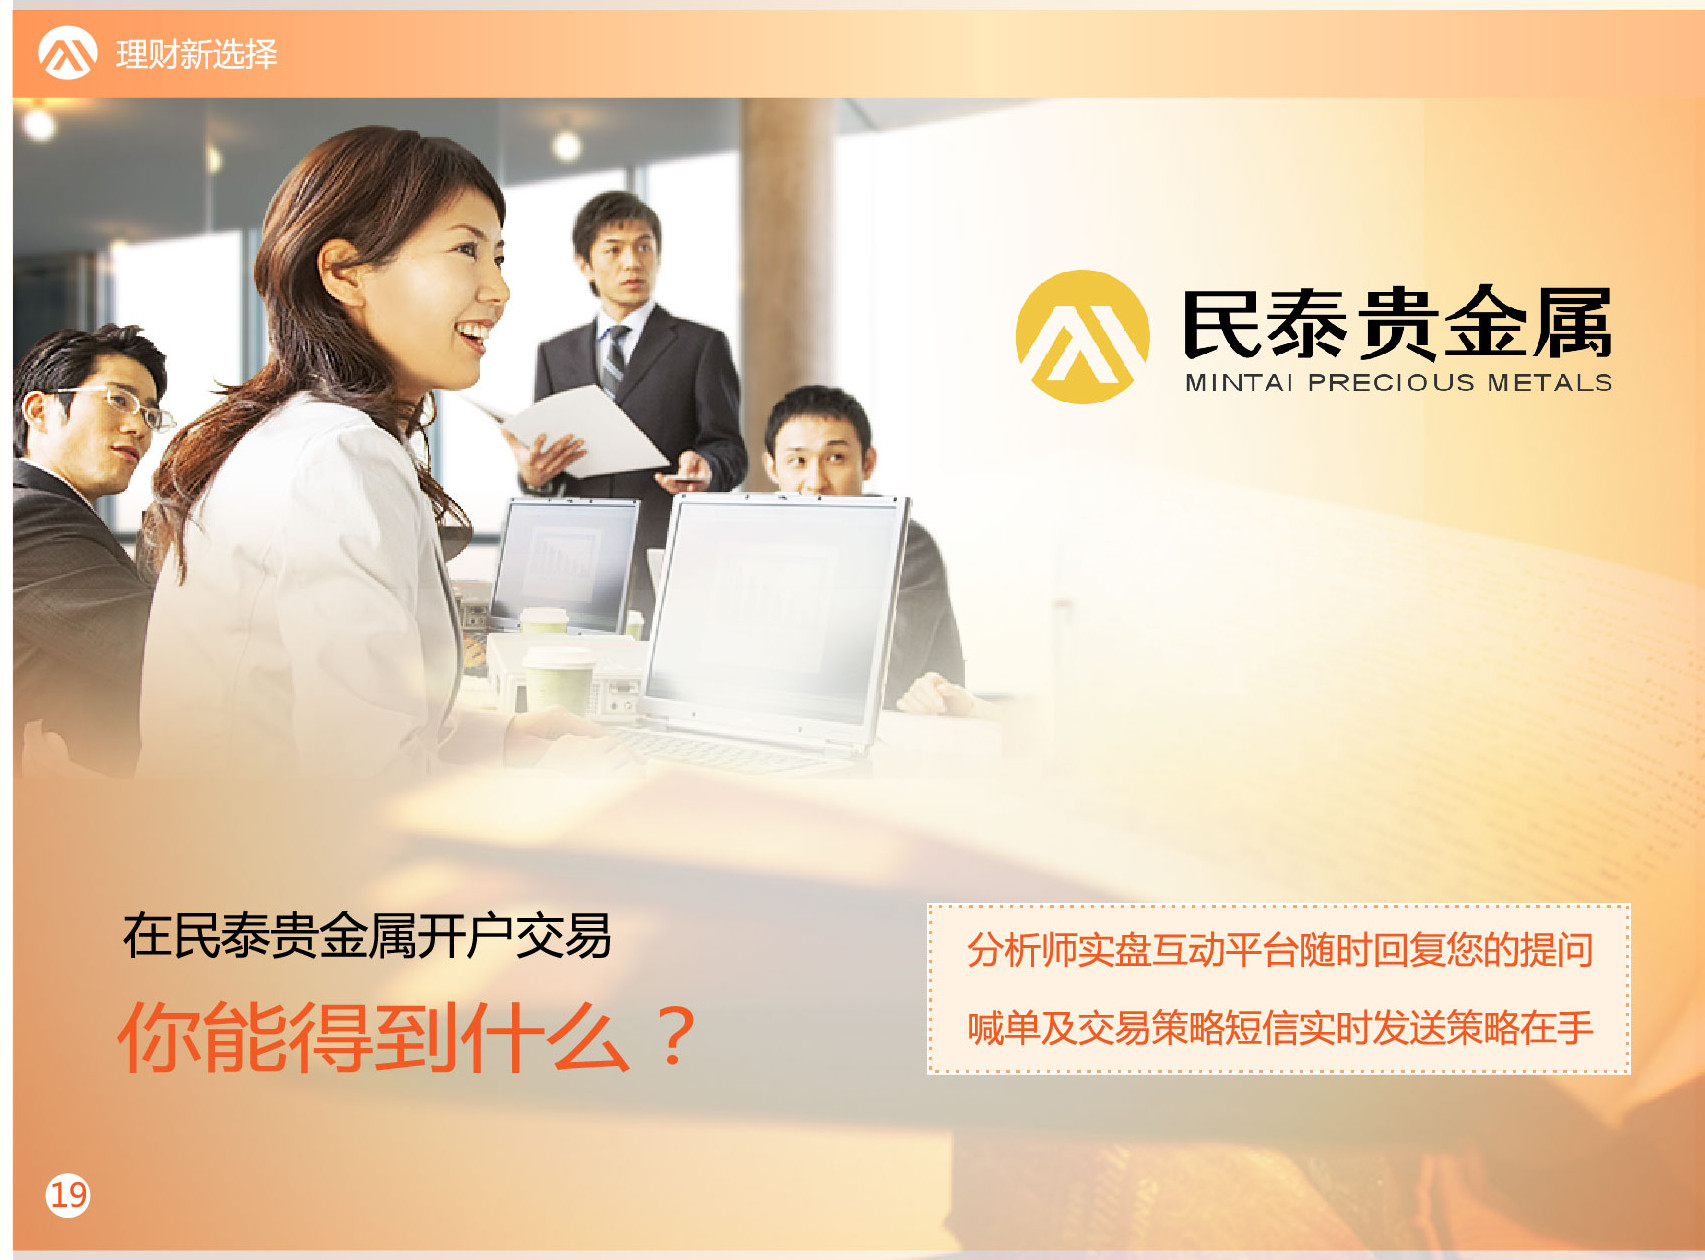 理财新选择
民泰贵金属
MINTAI PRECIOUS METALS
在民泰贵金属开户交易
你能得到什么？
分析师实盘互动平台随时回复您的提问
喊单及交易策略短信实时发送策略在手
19